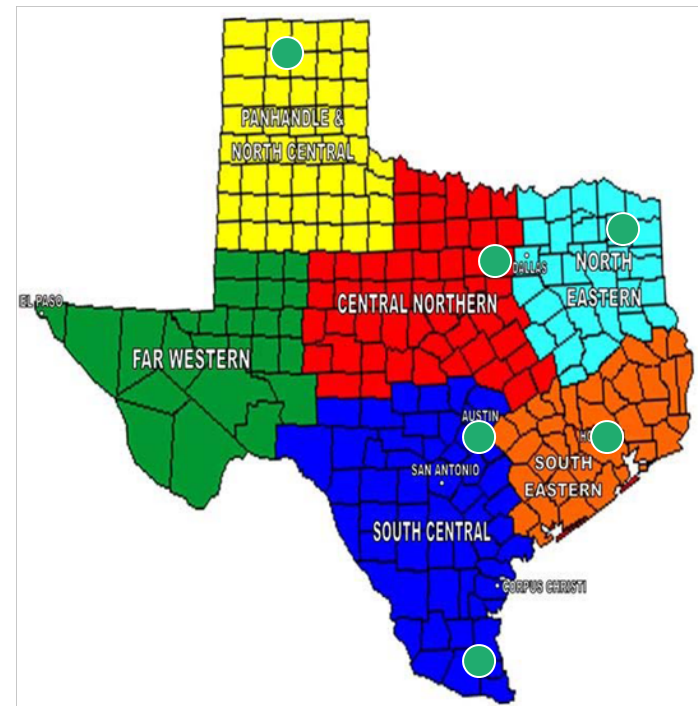 PANHANDLE &
NORTH CENTRAL
DALLAS
NORTH
EASTERN
EL PASO
CENTRAL NORTHERN
FAR WESTERN
AUSTIN
SAN ANTONIO
SOUTH
EASTERN
SOUTH CENTRAL
CORPUS CHRISTI